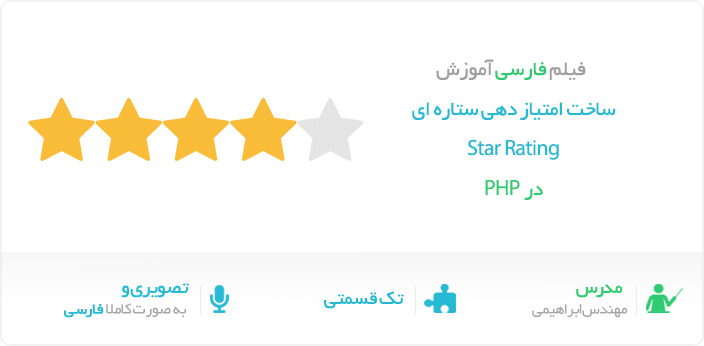 فیلم فارسی آموزش
ساخت امتیاز دهی ستاره ای
Star Rating
در PHP
مدرس
مهندس ابراهیمی
تک قسمتی
تصویری و
به صورت کاملا فارسی